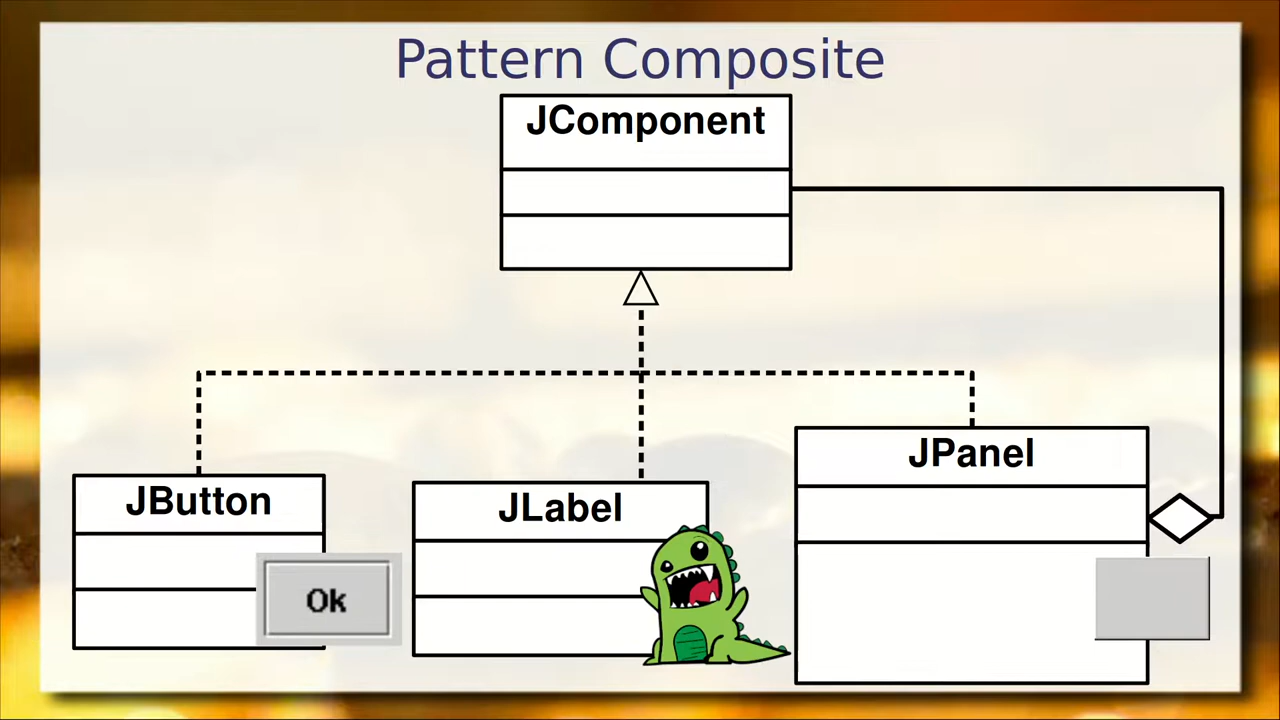 Pattern Composite
JComponent
JButton
JLabel
JPanel
Ok